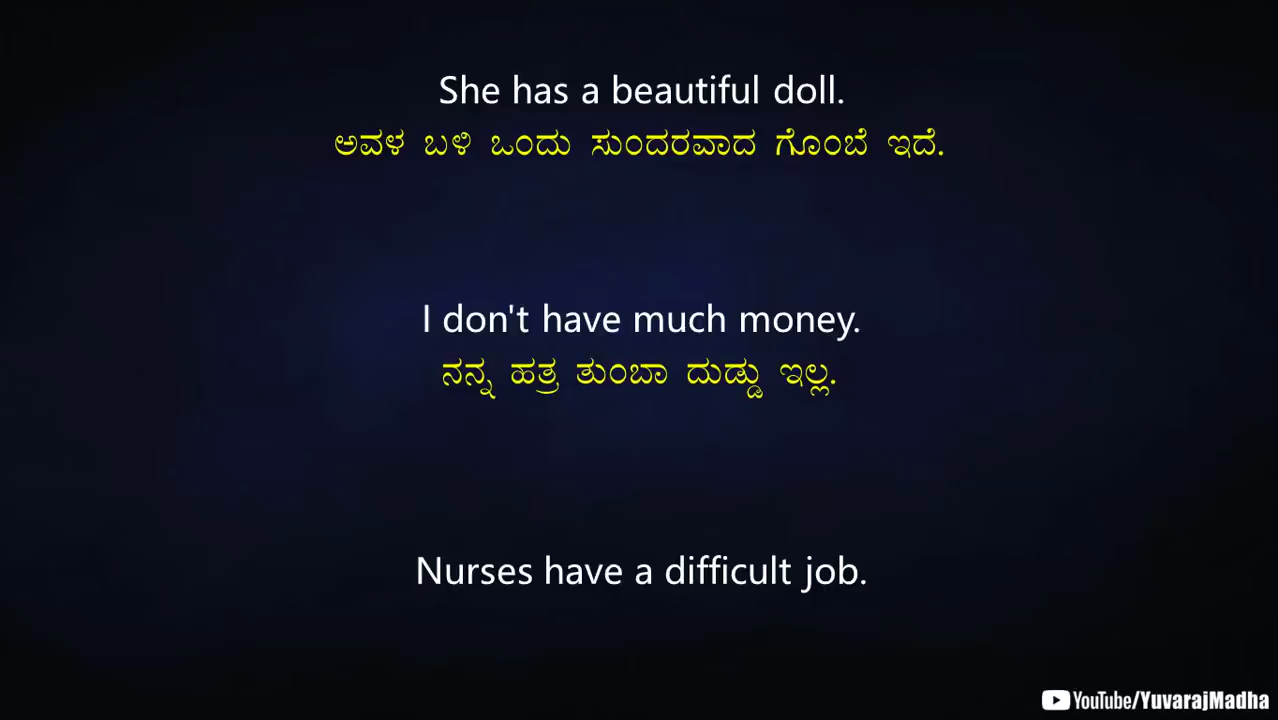 She has a beautiful doll.
ಅವಳ ಬಳಿ ಒಂದು ಸುಂದರವಾದ ಗೊಂಬೆ ಇದೆ.
I don't have much money.
ನನ್ನ ಹತ್ರ ತುಂಬಾ ದುಡ್ಡು ಇಲ್ಲ.
Nurses have a difficult job.
YouTube/YuvarajMadha